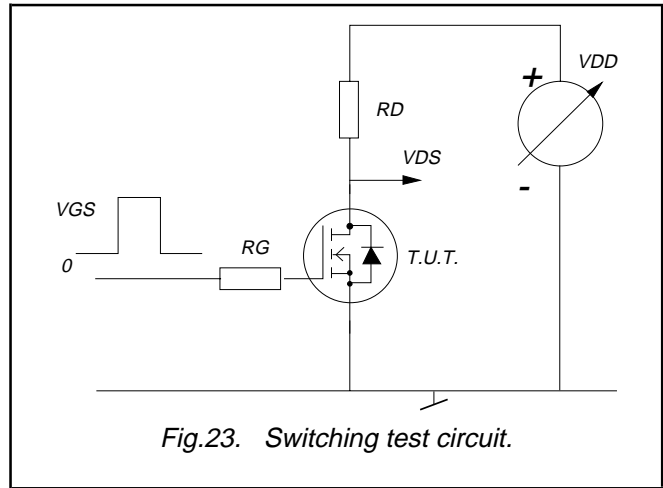 +
VDD
RD
VDS
-
VGS
0
RG
T.U.T.
Fig.23. Switching test circuit.